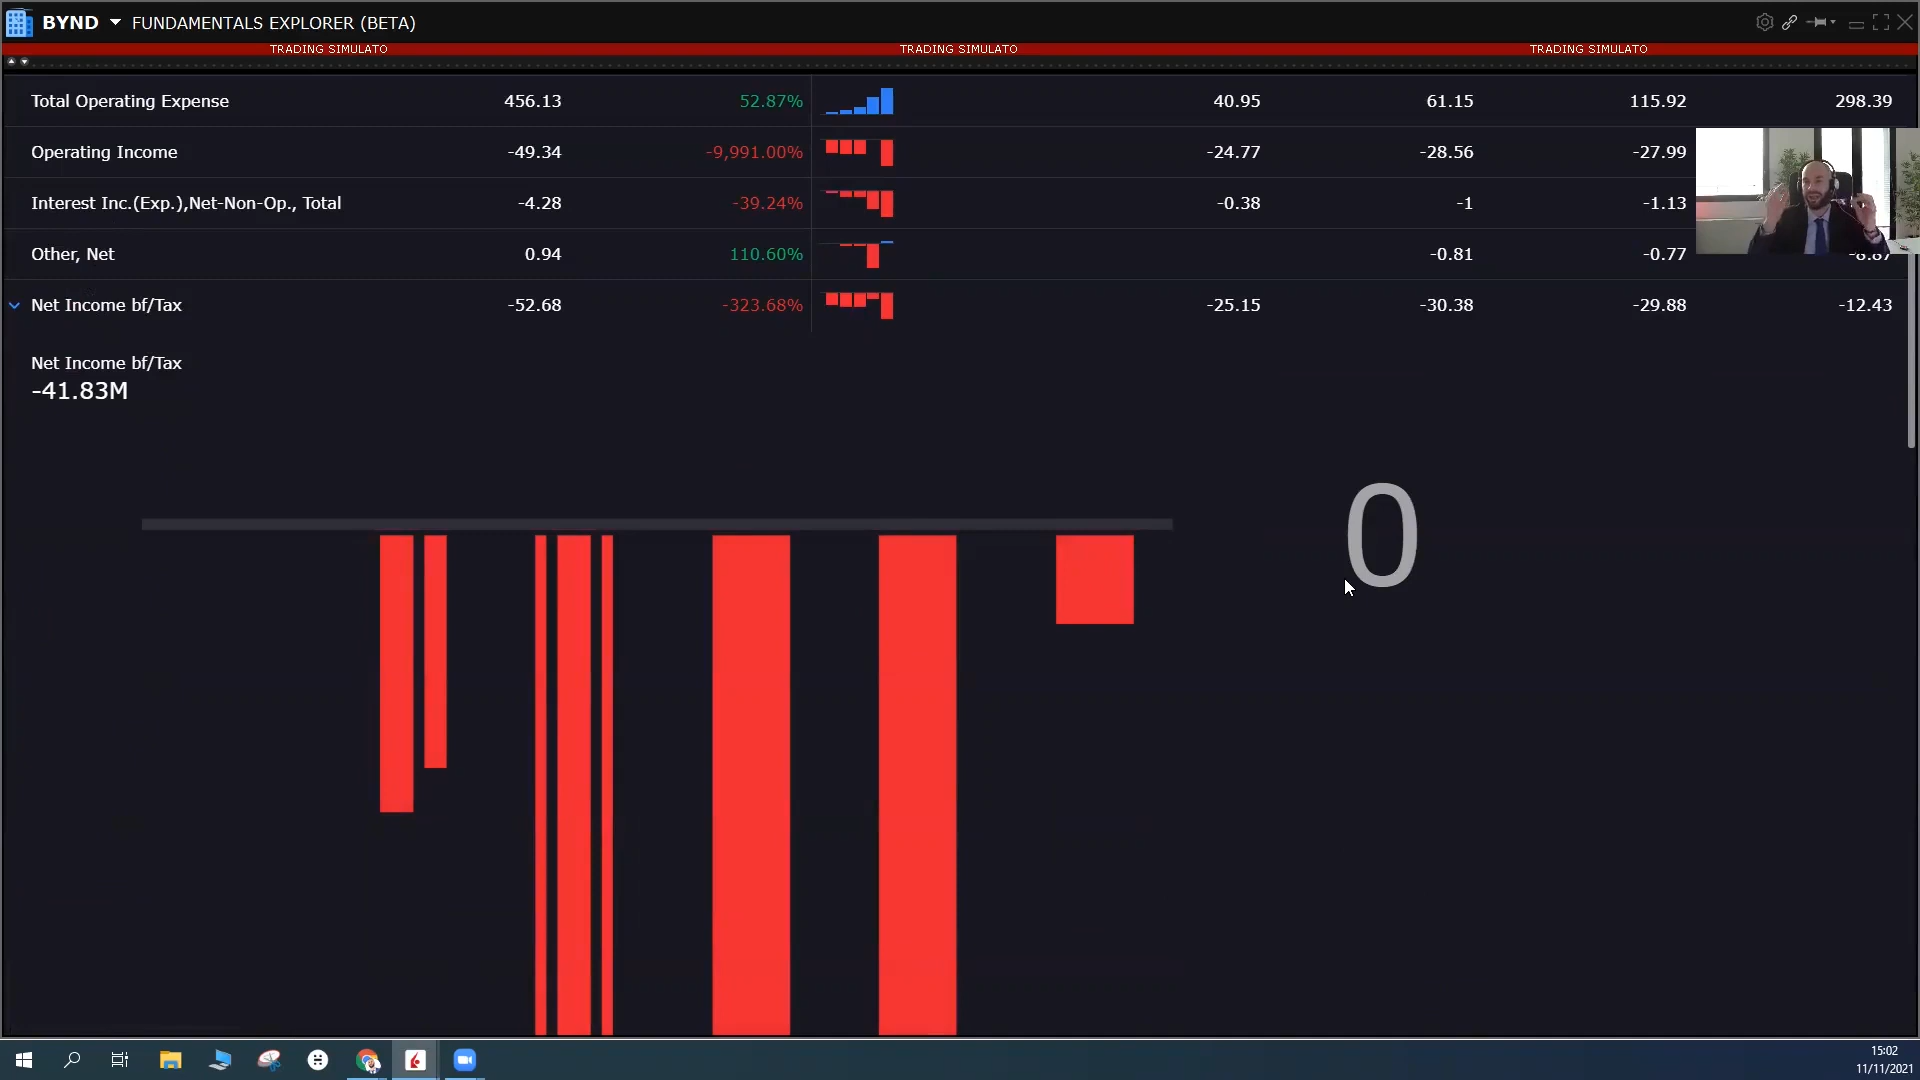 BYND FUNDAMENTALS EXPLORER (BETA)
TRADING SIMULATO TRADING SIMULATO TRADING SIMULATO
Total Operating Expense 456.13 52.87% 40.95 61.15 115.92 298.39
Operating Income -49.34 -9,991.00% -24.77 -28.56 -27.99
Interest Inc.(Exp.),Net-Non-Op., Total -4.28 -39.24% -0.38 -1 -1.13
Other, Net 0.94 110.60% -0.81 -0.77
Net Income bf/Tax -52.68 -323.68% -25.15 -30.38 -29.88 -12.43
Net Income bf/Tax
-41.83M
0
15:02
11/11/2021